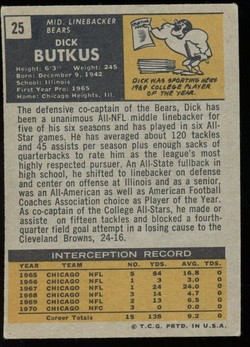 25
MID. LINEBACKER
BEARS
DICK
BUTKUS
Height: 6'3" Weight: 245
Born: December 9, 1942
School: Illinois
First Year Pro: 1965
Home: Chicago Heights, Ill.
DICK WAS SPORTING NEWS
1964 COLLEGE PLAYER
OF THE YEAR.
The defensive co-captain of the Bears, Dick has
been a unanimous All-NFL middle linebacker for
five of his six seasons and has played in six All-
Star games. He has averaged about 120 tackles
and 45 assists per season plus enough sacks of
quarterbacks to rate him as the league's most
highly respected pursuer. An All-State fullback in
high school, he shifted to linebacker on defense
and center on offense at Illinois and as a senior,
was an All-American as well as American Football
Coaches Association choice as Player of the Year.
As co-captain of the College All-Stars, he made or
assisted on fifteen tackles and blocked a fourth-
quarter field goal attempt in a losing cause to the
Cleveland Browns, 24-16.
INTERCEPTION RECORD
YEAR TEAM NO. YDS. AVG. TDS.
1965 CHICAGO NFL 5 84 16.8 0
1966 CHICAGO NFL 1 3 3.0 0
1967 CHICAGO NFL 1 24 24.0 0
1968 CHICAGO NFL 3 14 4.7 0
1969 CHICAGO NFL 2 13 6.5 0
1970 CHICAGO NFC 3 0 0.0 0
Career Totals 15 138 9.2 0
© T.C.G. PRTD. IN U.S.A.